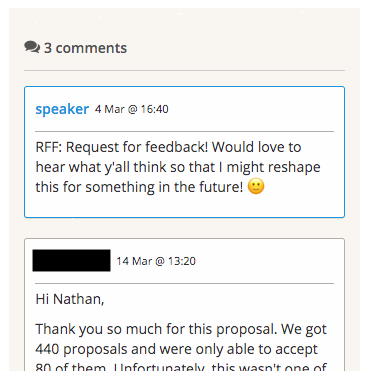 3 comments
speaker 4 Mar @ 16:40
RFF: Request for feedback! Would love to
hear what y'all think so that I might reshape
this for something in the future! 🙂
14 Mar @ 13:20
Hi Nathan,
Thank you so much for this proposal. We got
440 proposals and were only able to accept
80 of them. Unfortunately, this wasn't one of